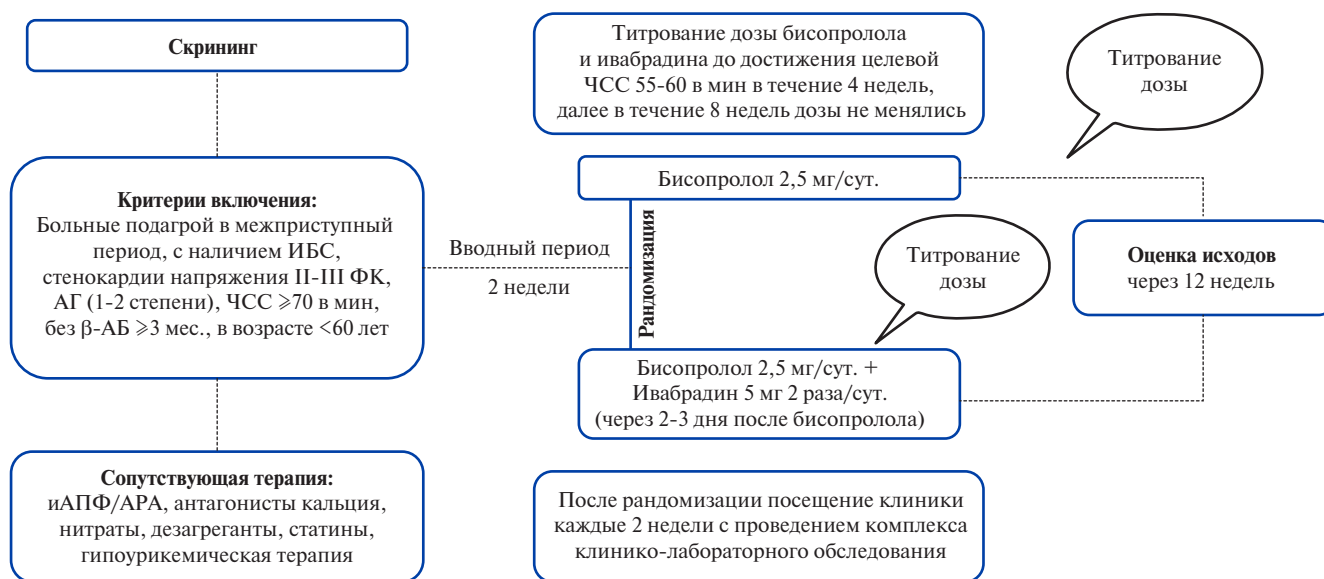 Скрининг
Критерии включения:
Больные подагрой в межприступный
период, с наличием ИБС,
стенокардии напряжения II-III ФК,
АГ (1-2 степени), ЧСС ⩾70 в мин,
без β-АБ ⩾3 мес., в возрасте <60 лет
Сопутствующая терапия:
иАПФ/АРА, антагонисты кальция,
нитраты, дезагреганты, статины,
гипоурикемическая терапия
Вводный период
2 недели
Титрование дозы бисопролола
и ивабрадина до достижения целевой
ЧСС 55-60 в мин в течение 4 недель,
далее в течение 8 недель дозы не менялись
Титрование
дозы
Бисопролол 2,5 мг/сут.
Рандомизация
Титрование
дозы
Бисопролол 2,5 мг/сут. +
Ивабрадин 5 мг 2 раза/сут.
(через 2-3 дня после бисопролола)
Оценка исходов
через 12 недель
После рандомизации посещение клиники
каждые 2 недели с проведением комплекса
клинико-лабораторного обследования